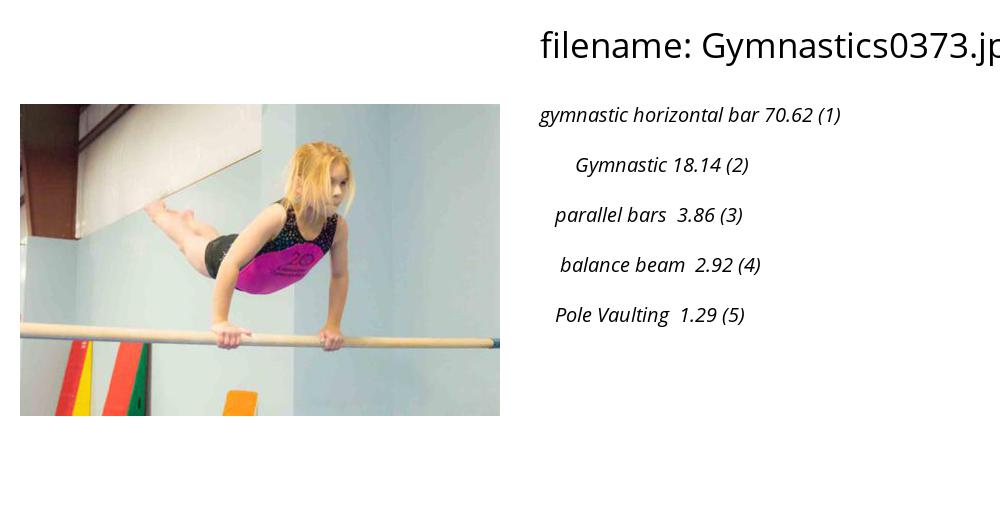 filename: Gymnastics0373.jp
gymnastic horizontal bar 70.62 (1)
Gymnastic 18.14 (2)
parallel bars 3.86 (3)
balance beam 2.92 (4)
Pole Vaulting 1.29 (5)
20